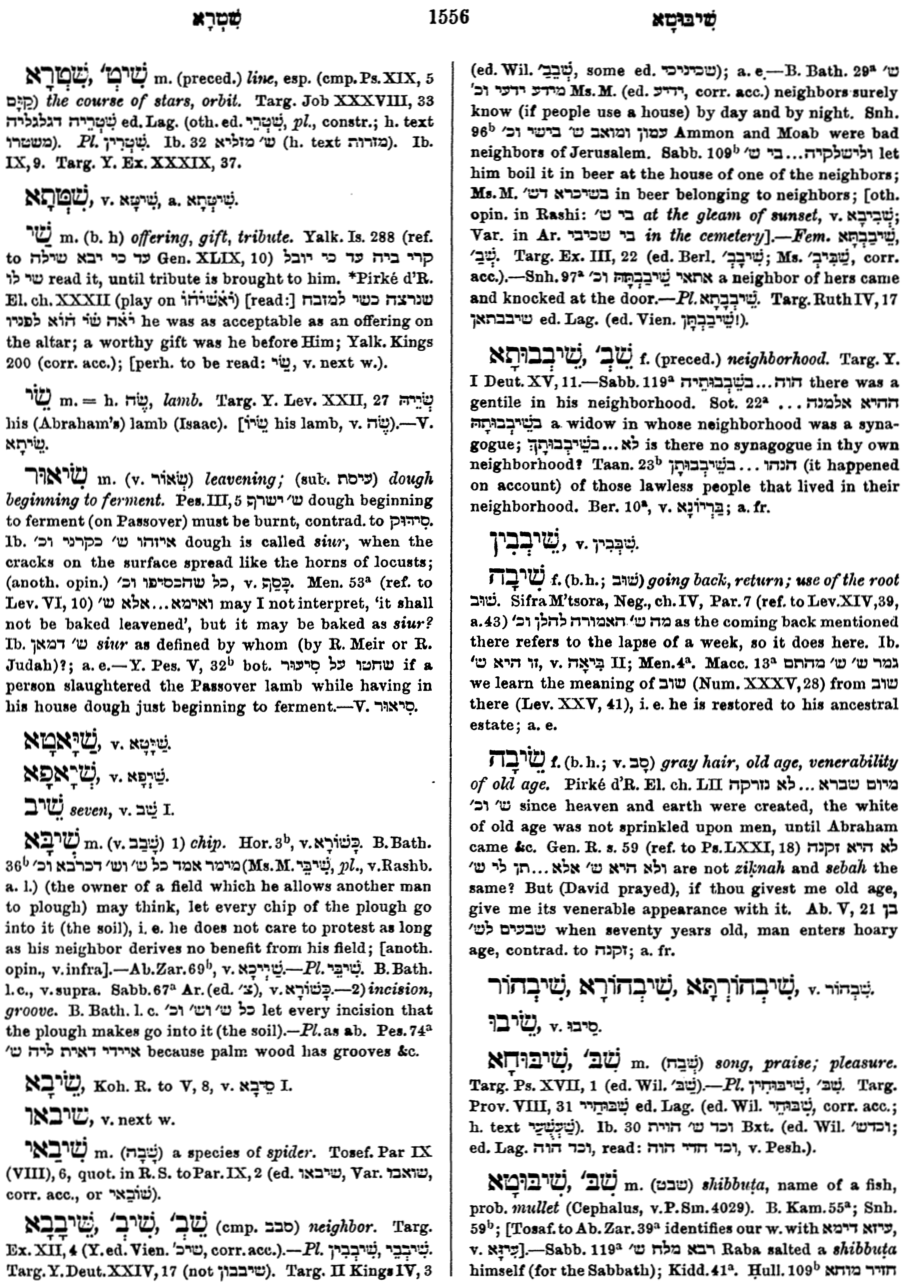 שִׁטְרָא 1556 שִׁיבּוּטָא
שִׁטְרָא, שִׁיטְ׳ m. (preced.) line, esp. (cmp. Ps. XIX, 5
קַוָּם) the course of stars, orbit. Targ. Job XXXVIII, 33
שִׁטְרֵיה דגלגליה ed. Lag. (oth. ed. שִׁטְרֵי, pl., constr.; h. text
משטרו). Pl. שִׁטְרִין. Ib. 32 ש׳ מזליא (h. text מזרות). Ib.
IX, 9. Targ. Y. Ex. XXXIX, 37.
v. שִׁיטָּא, a. שִׁיטְתָא.
שַׁי m. (b. h) offering, gift, tribute. Yalk. Is. 288 (ref.
to עד כי יבא שילה Gen. XLIX, 10) קרי ביה עד כי יובל
שי לו read it, until tribute is brought to him. *Pirké d'R.
El. ch. XXXII (play on יֹאשִׁיָּהוּ) [read:] שנרצה כשי למזבח
יָאֶה שַׁי הוּא לפניו he was as acceptable as an offering on
the altar; a worthy gift was he before Him; Yalk. Kings
200 (corr. acc.); [perh. to be read: שֵׂי, v. next w.).
שֵׂי m. = h. שֶׂה, lamb. Targ. Y. Lev. XXII, 27 שֵׂיֵיה
his (Abraham's) lamb (Isaac). [שֵׂיוֹ his lamb, v. שֶׂה).—V.
שֵׂיתָא.
שִׂיאוּר m. (v. שְׂאוֹר) leavening; (sub. עיסת) dough
beginning to ferment. Pes. III, 5 ש׳ ישרף dough beginning
to ferment (on Passover) must be burnt, contrad. to סִידּוּק.
Ib. איזהו ש׳ כקרני וכ׳ dough is called siur, when the
cracks on the surface spread like the horns of locusts;
(anoth. opin.) כל שהכסיפו וכ׳, v. כָּסַף. Men. 53ª (ref. to
Lev. VI, 10) ואימא...אלא ש׳ may I not interpret, ‘it shall
not be baked leavened’, but it may be baked as siur?
Ib. ש׳ דמאן siur as defined by whom (by R. Meir or R.
Judah)?; a. e.—Y. Pes. V, 32ᵇ bot. שחטו על סיעור if a
person slaughtered the Passover lamb while having in
his house dough just beginning to ferment.—V. סִיאוּר.
שַׁיָּאטָא, v. שַׁיָּטָא.
שַׁיָאפָא, v. שַׁיָפָא.
שֵׁיב seven, v. שֵׁב I.
שִׁיבָּא m. (v. שָׁבַב) 1) chip. Hor. 3ᵇ, v. כָּשׁוּרָא. B. Bath.
36ᵇ מימר אמד כל ש׳ וש׳ דכרבא וכ׳ (Ms. M. שִׁיבֵּי, pl., v. Rashb.
a. l.) (the owner of a field which he allows another man
to plough) may think, let every chip of the plough go
into it (the soil), i. e. he does not care to protest as long
as his neighbor derives no benefit from his field; [anoth.
opin., v. infra].—Ab. Zar. 69ᵇ, v. שַׁיְיכָא.—Pl. שִׁיבֵּי. B. Bath.
l. c., v. supra. Sabb. 67ª Ar. (ed. צ׳), v. כָּשׁוּרָא.—2) incision,
groove. B. Bath. l. c. כל ש׳ וש׳ וכ׳ let every incision that
the plough makes go into it (the soil).—Pl. as ab. Pes. 74ª
איידי דאית ליה ש׳ because palm wood has grooves &c.
שֵׂיבָא, Koh. R. to V, 8, v. סֵיבָא I.
שיבאו, v. next w.
שִׁיבַאי m. (שָׁבָה) a species of spider. Tosef. Par IX
(VIII), 6, quot. in R. S. to Par. IX, 2 (ed. שיבאו, Var. שואבו,
corr. acc., or שׁוֹבַאי).
שֵׁיבָבָא, שֵׁיבְ׳, שֵׁבְ׳ (cmp. סבב) neighbor. Targ.
Ex. XII, 4 (Y. ed. Vien. שיכ׳, corr. acc.).—Pl. שֵׁיבָבֵי, שֵׁיבָבִין.
Targ. Y. Deut. XXIV, 17 (not שיבבון). Targ. II Kings IV, 3
(ed. Wil. שֵׁבָבַ׳, some ed. שכיניכי); a. e.—B. Bath. 29ª ש׳
מידע ידעי וכ׳ Ms. M. (ed. ידיע, corr. acc.) neighbors surely
know (if people use a house) by day and by night. Snh.
96ᵇ עמון ומואב ש׳ בישי וכ׳ Ammon and Moab were bad
neighbors of Jerusalem. Sabb. 109ᵇ ולישלקיה...בי ש׳ let
him boil it in beer at the house of one of the neighbors;
Ms. M. בשיכרא דש׳ in beer belonging to neighbors; [oth.
opin. in Rashi: בי ש׳ at the gleam of sunset, v. שְׁבִיבָא;
Var. in Ar. בי שכיבי in the cemetery].—Fem. שֵׁיבַבְתָּא,
שֵׁבַ׳. Targ. Ex. III, 22 (ed. Berl. שֵׁיבָבְ׳; Ms. , corr.
acc.).—Snh. 97ª אתאי שֵׁיבַבְתָּהּ וכ׳ a neighbor of hers came
and knocked at the door.—Pl. שֵׁיבָבָתָא. Targ. Ruth IV, 17
שיבבתאן ed. Lag. (ed. Vien. שֵׁיבַבְתָּן!).
שֵׁיבְבוּתָא, שֵׁבְ׳ f. (preced.) neighborhood. Targ. Y.
I Deut. XV, 11.—Sabb. 119ª הוה...בשֵׁבְבוּתֵיה there was a
gentile in his neighborhood. Sot. 22ª ההיא אלמנה ...
בשֵׁיבְבוּתָהּ a widow in whose neighborhood was a syna-
gogue; לא...בשֵׁיבְבוּתָךְ is there no synagogue in thy own
neighborhood? Taan. 23ᵇ הנהו...בשֵׁיבְבוּתָן (it happened
on account) of those lawless people that lived in their
neighborhood. Ber. 10ª, v. בַּרְיוֹנָא; a. fr.
שֵׁיבְבִין, v. שְׁבָבִין.
שִׁיבָה f. (b. h.; שׁוּב) going back, return; use of the root
שוב. Sifra M'tsora, Neg., ch. IV, Par. 7 (ref. to Lev. XIV, 39,
a. 43) מה ש׳ האמורה להלן וכ׳ as the coming back mentioned
there refers to the lapse of a week, so it does here. Ib.
זו היא ש׳, v. בִּיאָה II; Men. 4ª. Macc. 13ª גמר ש׳ ש׳ מהתם
we learn the meaning of שוב (Num. XXXV, 28) from שוב
there (Lev. XXV, 41), i. e. he is restored to his ancestral
estate; a. e.
שֵׂיבָה f. (b. h.; v. סָב) gray hair, old age, venerability
of old age. Pirké d'R. El. ch. LII מיום שברא...לא נזרקה
ש׳ וכ׳ since heaven and earth were created, the white
of old age was not sprinkled upon men, until Abraham
came &c. Gen. R. s. 59 (ref. to Ps. LXXI, 18) לא היא זקנה
ולא היא ש׳ אלא...תן לי ש׳ are not ziḳnah and sebah the
same? But (David prayed), if thou givest me old age,
give me its venerable appearance with it. Ab. V, 21 בן
שבעים לש׳ when seventy years old, man enters hoary
age, contrad. to זקנה; a. fr.
שִׁיבְהוֹר, שִׁיבְהוֹרָא, שִׁיבְהוֹרְתָּא, v. שִׁבְהוֹר.
שֵׂיבוּ, v. סֵיבוּ.
שִׁיבּוּחָא, שִׁבּ׳ m. (שְׁבַח) song, praise; pleasure.
Targ. Ps. XVII, 1 (ed. Wil. שִׁבּ׳).—Pl. שִׁיבּוּחִין, שִׁבּ׳. Targ.
Prov. VIII, 31 שִׁבּוּחַיי ed. Lag. (ed. Wil. שִׁבּוּחֵי, corr. acc.;
h. text שַׁעֲשֻׁעַי). Ib. 30 וכד ש׳ הוית Bxt. (ed. Wil. וכדש׳;
ed. Lag. וכד הוה, read: וכד חדי הוה, v. Pesh.).
שִׁיבּוּטָא, שִׁבּ׳ m. (שבט) shibbuṭa, name of a fish,
prob. mullet (Cephalus, v. P. Sm. 4029). B. Kam. 55ª; Snh.
59ᵇ; [Tosaf. to Ab. Zar. 39ª identifies our w. with עיזא דימא,
v. עִיזָּא].—Sabb. 119ª רבא מלח ש׳ Raba salted a shibbuṭa
himself (for the Sabbath); Kidd. 41ª. Ḥull. 109ᵇ חזיר מוחא